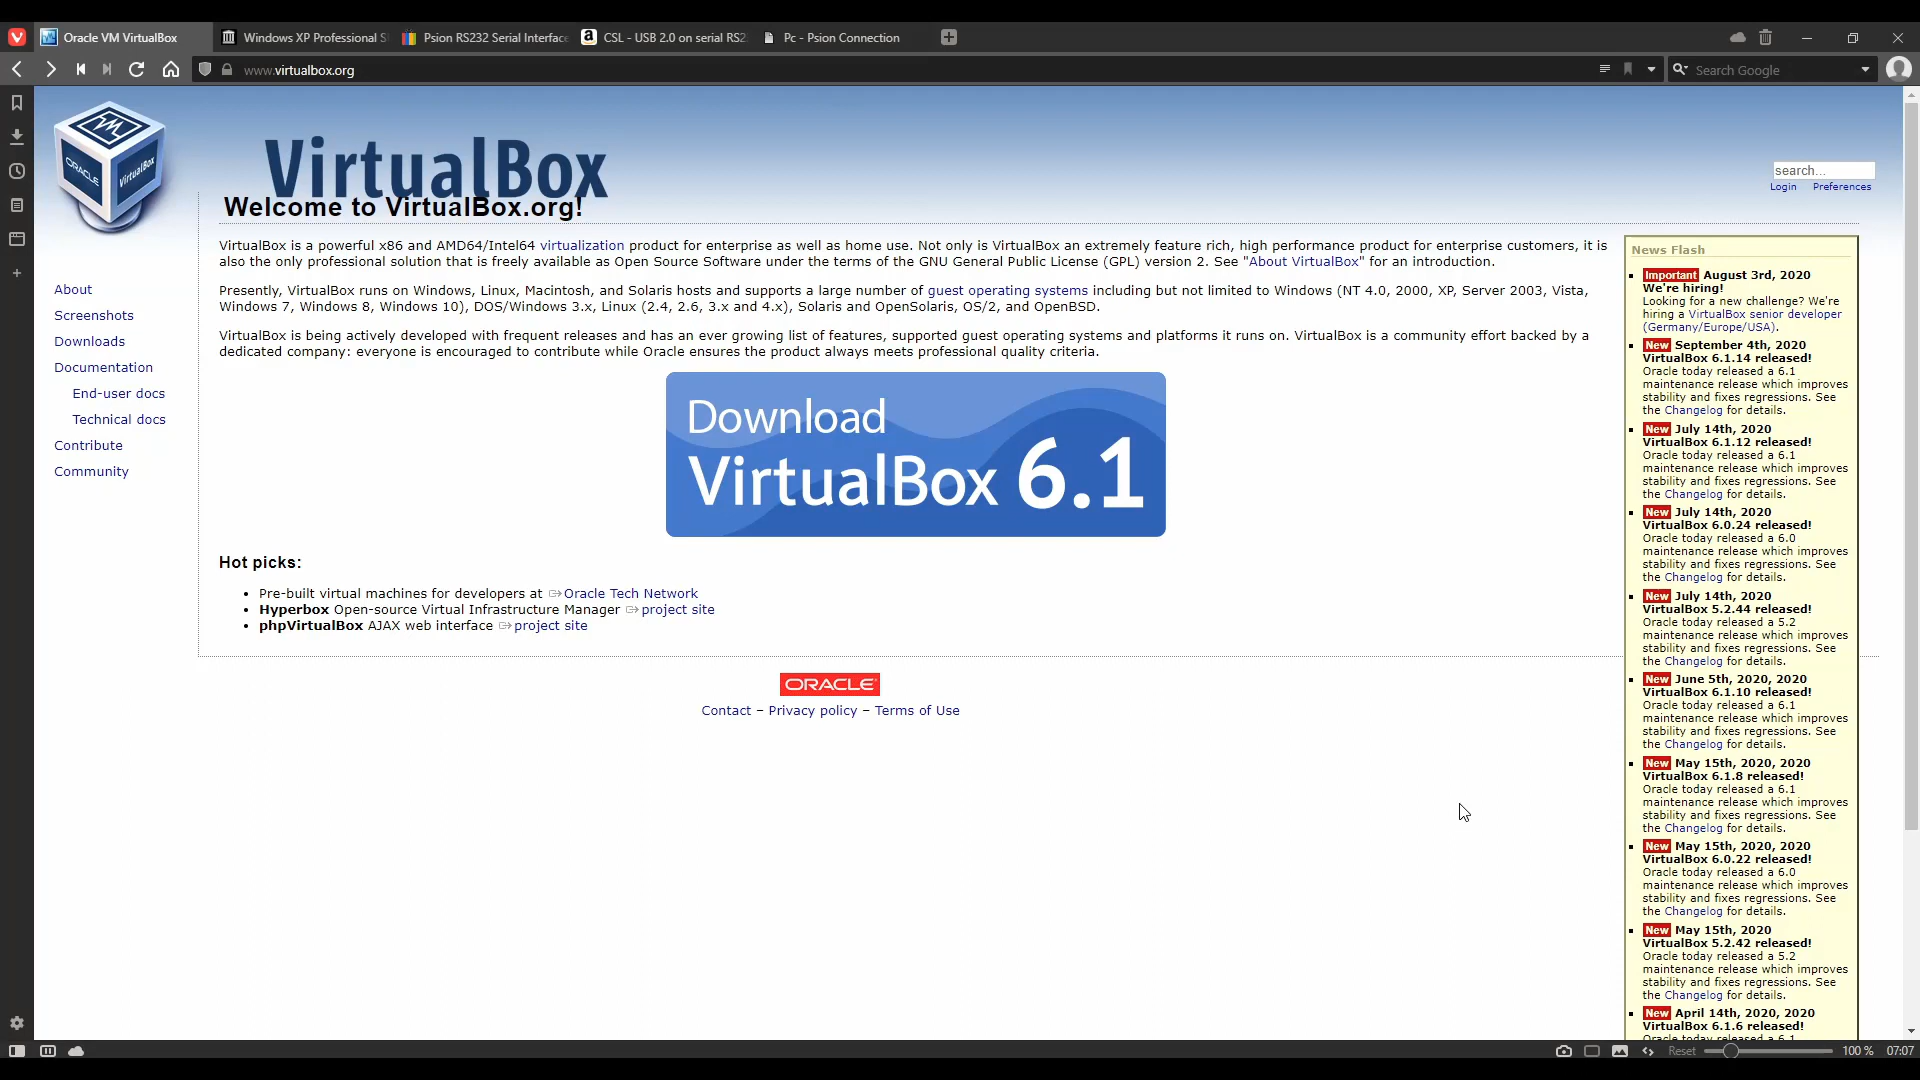 Oracle VM VirtualBox
Windows XP Professional S
Psion RS232 Serial Interface
CSL - USB 2.0 on serial RS2
Pc - Psion Connection
www.virtualbox.org
Search Google
ORACLE
VirtualBox
VirtualBox
search...
Login Preferences
Welcome to VirtualBox.org!
VirtualBox is a powerful x86 and AMD64/Intel64 virtualization product for enterprise as well as home use. Not only is VirtualBox an extremely feature rich, high performance product for enterprise customers, it is
also the only professional solution that is freely available as Open Source Software under the terms of the GNU General Public License (GPL) version 2. See "About VirtualBox" for an introduction.
Presently, VirtualBox runs on Windows, Linux, Macintosh, and Solaris hosts and supports a large number of guest operating systems including but not limited to Windows (NT 4.0, 2000, XP, Server 2003, Vista,
Windows 7, Windows 8, Windows 10), DOS/Windows 3.x, Linux (2.4, 2.6, 3.x and 4.x), Solaris and OpenSolaris, OS/2, and OpenBSD.
VirtualBox is being actively developed with frequent releases and has an ever growing list of features, supported guest operating systems and platforms it runs on. VirtualBox is a community effort backed by a
dedicated company: everyone is encouraged to contribute while Oracle ensures the product always meets professional quality criteria.
About
Screenshots
Downloads
Documentation
End-user docs
Technical docs
Contribute
Community
Download
VirtualBox 6.1
Hot picks:
Pre-built virtual machines for developers at Oracle Tech Network
Hyperbox Open-source Virtual Infrastructure Manager project site
phpVirtualBox AJAX web interface project site
ORACLE
Contact – Privacy policy – Terms of Use
News Flash
Important August 3rd, 2020
We're hiring!
Looking for a new challenge? We're
hiring a VirtualBox senior developer
(Germany/Europe/USA).
New September 4th, 2020
VirtualBox 6.1.14 released!
Oracle today released a 6.1
maintenance release which improves
stability and fixes regressions. See
the Changelog for details.
New July 14th, 2020
VirtualBox 6.1.12 released!
Oracle today released a 6.1
maintenance release which improves
stability and fixes regressions. See
the Changelog for details.
New July 14th, 2020
VirtualBox 6.0.24 released!
Oracle today released a 6.0
maintenance release which improves
stability and fixes regressions. See
the Changelog for details.
New July 14th, 2020
VirtualBox 5.2.44 released!
Oracle today released a 5.2
maintenance release which improves
stability and fixes regressions. See
the Changelog for details.
New June 5th, 2020, 2020
VirtualBox 6.1.10 released!
Oracle today released a 6.1
maintenance release which improves
stability and fixes regressions. See
the Changelog for details.
New May 15th, 2020, 2020
VirtualBox 6.1.8 released!
Oracle today released a 6.1
maintenance release which improves
stability and fixes regressions. See
the Changelog for details.
New May 15th, 2020, 2020
VirtualBox 6.0.22 released!
Oracle today released a 6.0
maintenance release which improves
stability and fixes regressions. See
the Changelog for details.
New May 15th, 2020
VirtualBox 5.2.42 released!
Oracle today released a 5.2
maintenance release which improves
stability and fixes regressions. See
the Changelog for details.
New April 14th, 2020, 2020
VirtualBox 6.1.6 released!
Oracle today released a 6.1
Reset 100 % 07:07